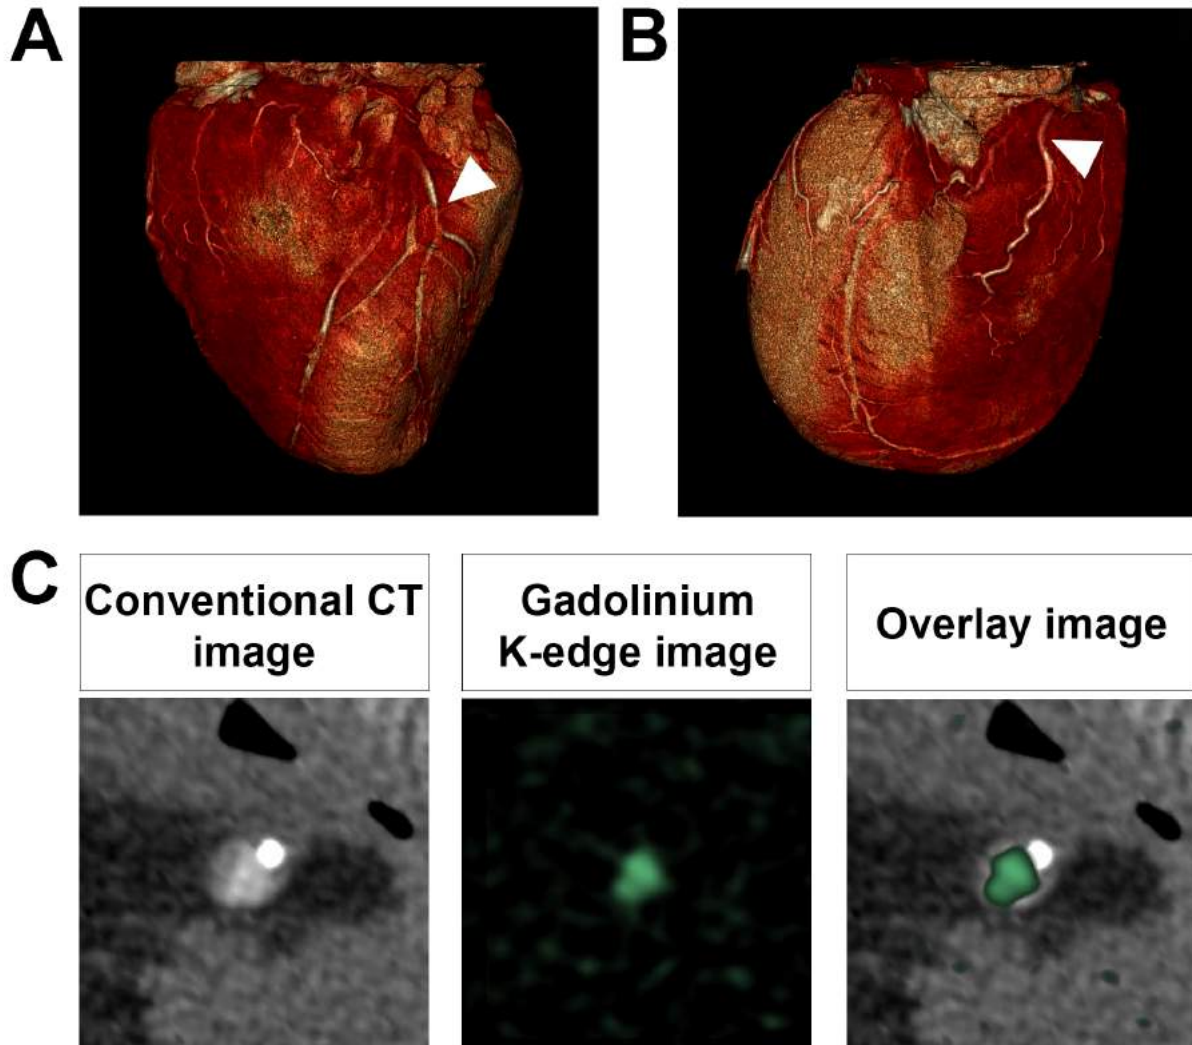 A
B
C
Conventional CT
image
Gadolinium
K-edge image
Overlay image